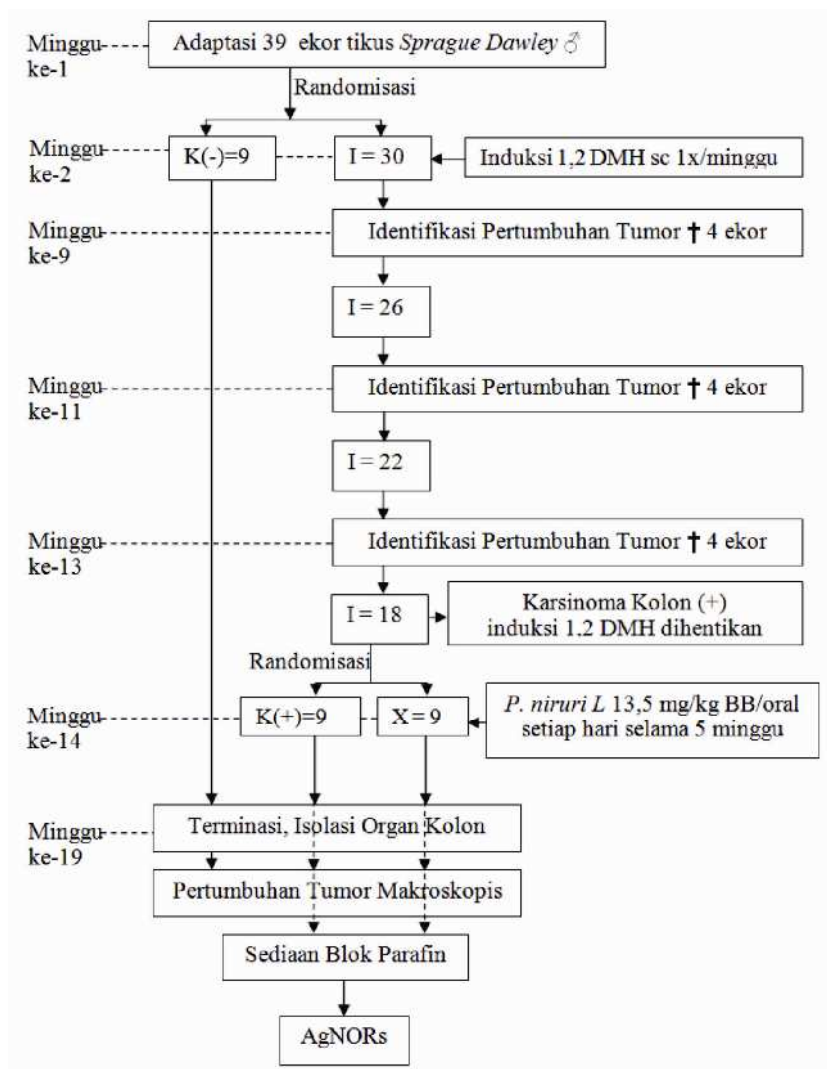 Minggu
ke-1
Adaptasi 39 ekor tikus Sprague Dawley ♂
Randomisasi
Minggu
ke-2
K(-)=9
I = 30
Induksi 1,2 DMH sc 1x/minggu
Minggu
ke-9
Identifikasi Pertumbuhan Tumor ✝ 4 ekor
I = 26
Minggu
ke-11
Identifikasi Pertumbuhan Tumor ✝ 4 ekor
I = 22
Minggu
ke-13
Identifikasi Pertumbuhan Tumor ✝ 4 ekor
I = 18
Karsinoma Kolon (+)
induksi 1,2 DMH dihentikan
Randomisasi
Minggu
ke-14
K(+)=9
X = 9
P. niruri L 13,5 mg/kg BB/oral
setiap hari selama 5 minggu
Minggu
ke-19
Terminasi, Isolasi Organ Kolon
Pertumbuhan Tumor Makroskopis
Sediaan Blok Parafin
AgNORs